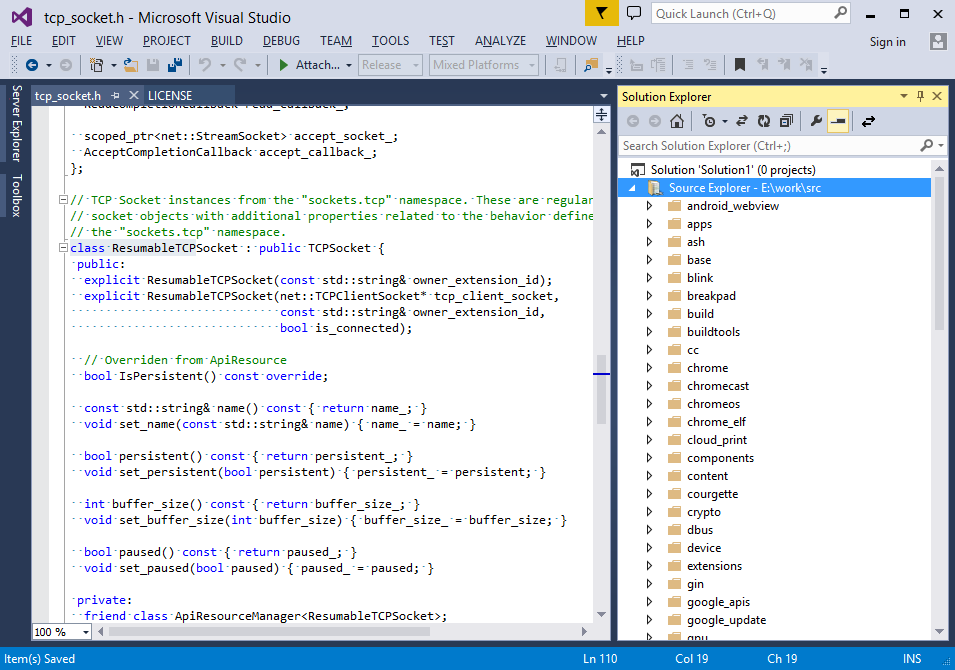 tcp_socket.h - Microsoft Visual Studio
Quick Launch (Ctrl+Q)
FILE EDIT VIEW PROJECT BUILD DEBUG TEAM TOOLS TEST ANALYZE WINDOW HELP
Sign in
Attach... Release Mixed Platforms
Server Explorer
Toolbox
tcp_socket.h LICENSE
scoped_ptr<net::StreamSocket> accept_socket_;
AcceptCompletionCallback accept_callback_;
};
// TCP Socket instances from the "sockets.tcp" namespace. These are regular
// socket objects with additional properties related to the behavior define
// the "sockets.tcp" namespace.
class ResumableTCPSocket : public TCPSocket {
public:
explicit ResumableTCPSocket(const std::string& owner_extension_id);
explicit ResumableTCPSocket(net::TCPClientSocket* tcp_client_socket,
const std::string& owner_extension_id,
bool is_connected);
// Overriden from ApiResource
bool IsPersistent() const override;
const std::string& name() const { return name_; }
void set_name(const std::string& name) { name_ = name; }
bool persistent() const { return persistent_; }
void set_persistent(bool persistent) { persistent_ = persistent; }
int buffer_size() const { return buffer_size_; }
void set_buffer_size(int buffer_size) { buffer_size_ = buffer_size; }
bool paused() const { return paused_; }
void set_paused(bool paused) { paused_ = paused; }
private:
friend class ApiResourceManager<ResumableTCPSocket>;
100 %
Solution Explorer
Search Solution Explorer (Ctrl+;)
Solution 'Solution1' (0 projects)
Source Explorer - E:\work\src
android_webview
apps
ash
base
blink
breakpad
build
buildtools
cc
chrome
chromecast
chromeos
chrome_elf
cloud_print
components
content
courgette
crypto
dbus
device
extensions
gin
google_apis
google_update
Item(s) Saved Ln 110 Col 19 Ch 19 INS